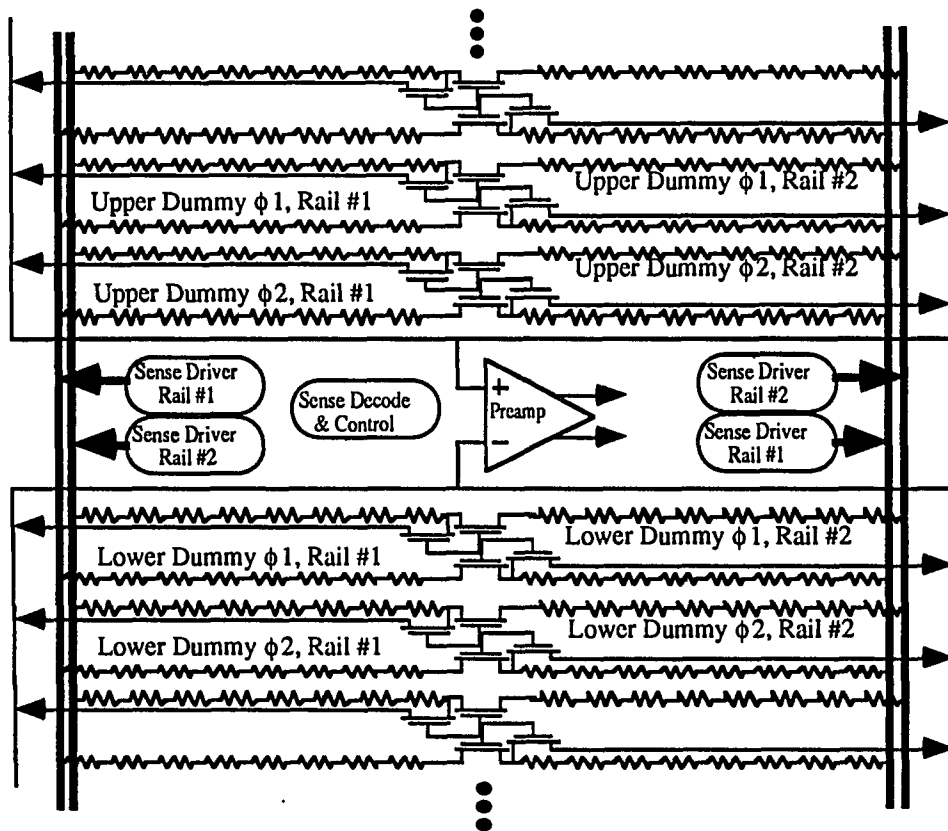 Upper Dummy ϕ1, Rail #1
Upper Dummy ϕ1, Rail #2
Upper Dummy ϕ2, Rail #1
Upper Dummy ϕ2, Rail #2
Sense Driver
Rail #1
Sense Driver
Rail #2
Sense Decode
& Control
+
Preamp
−
Sense Driver
Rail #2
Sense Driver
Rail #1
Lower Dummy ϕ1, Rail #1
Lower Dummy ϕ1, Rail #2
Lower Dummy ϕ2, Rail #1
Lower Dummy ϕ2, Rail #2